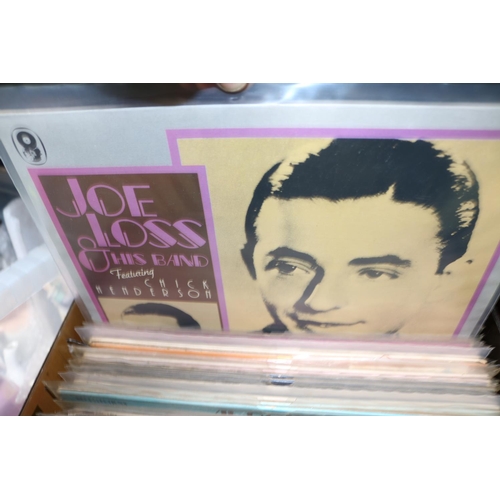 JOE
LOSS
& HIS BAND
Featuring
CHICK
HENDERSON